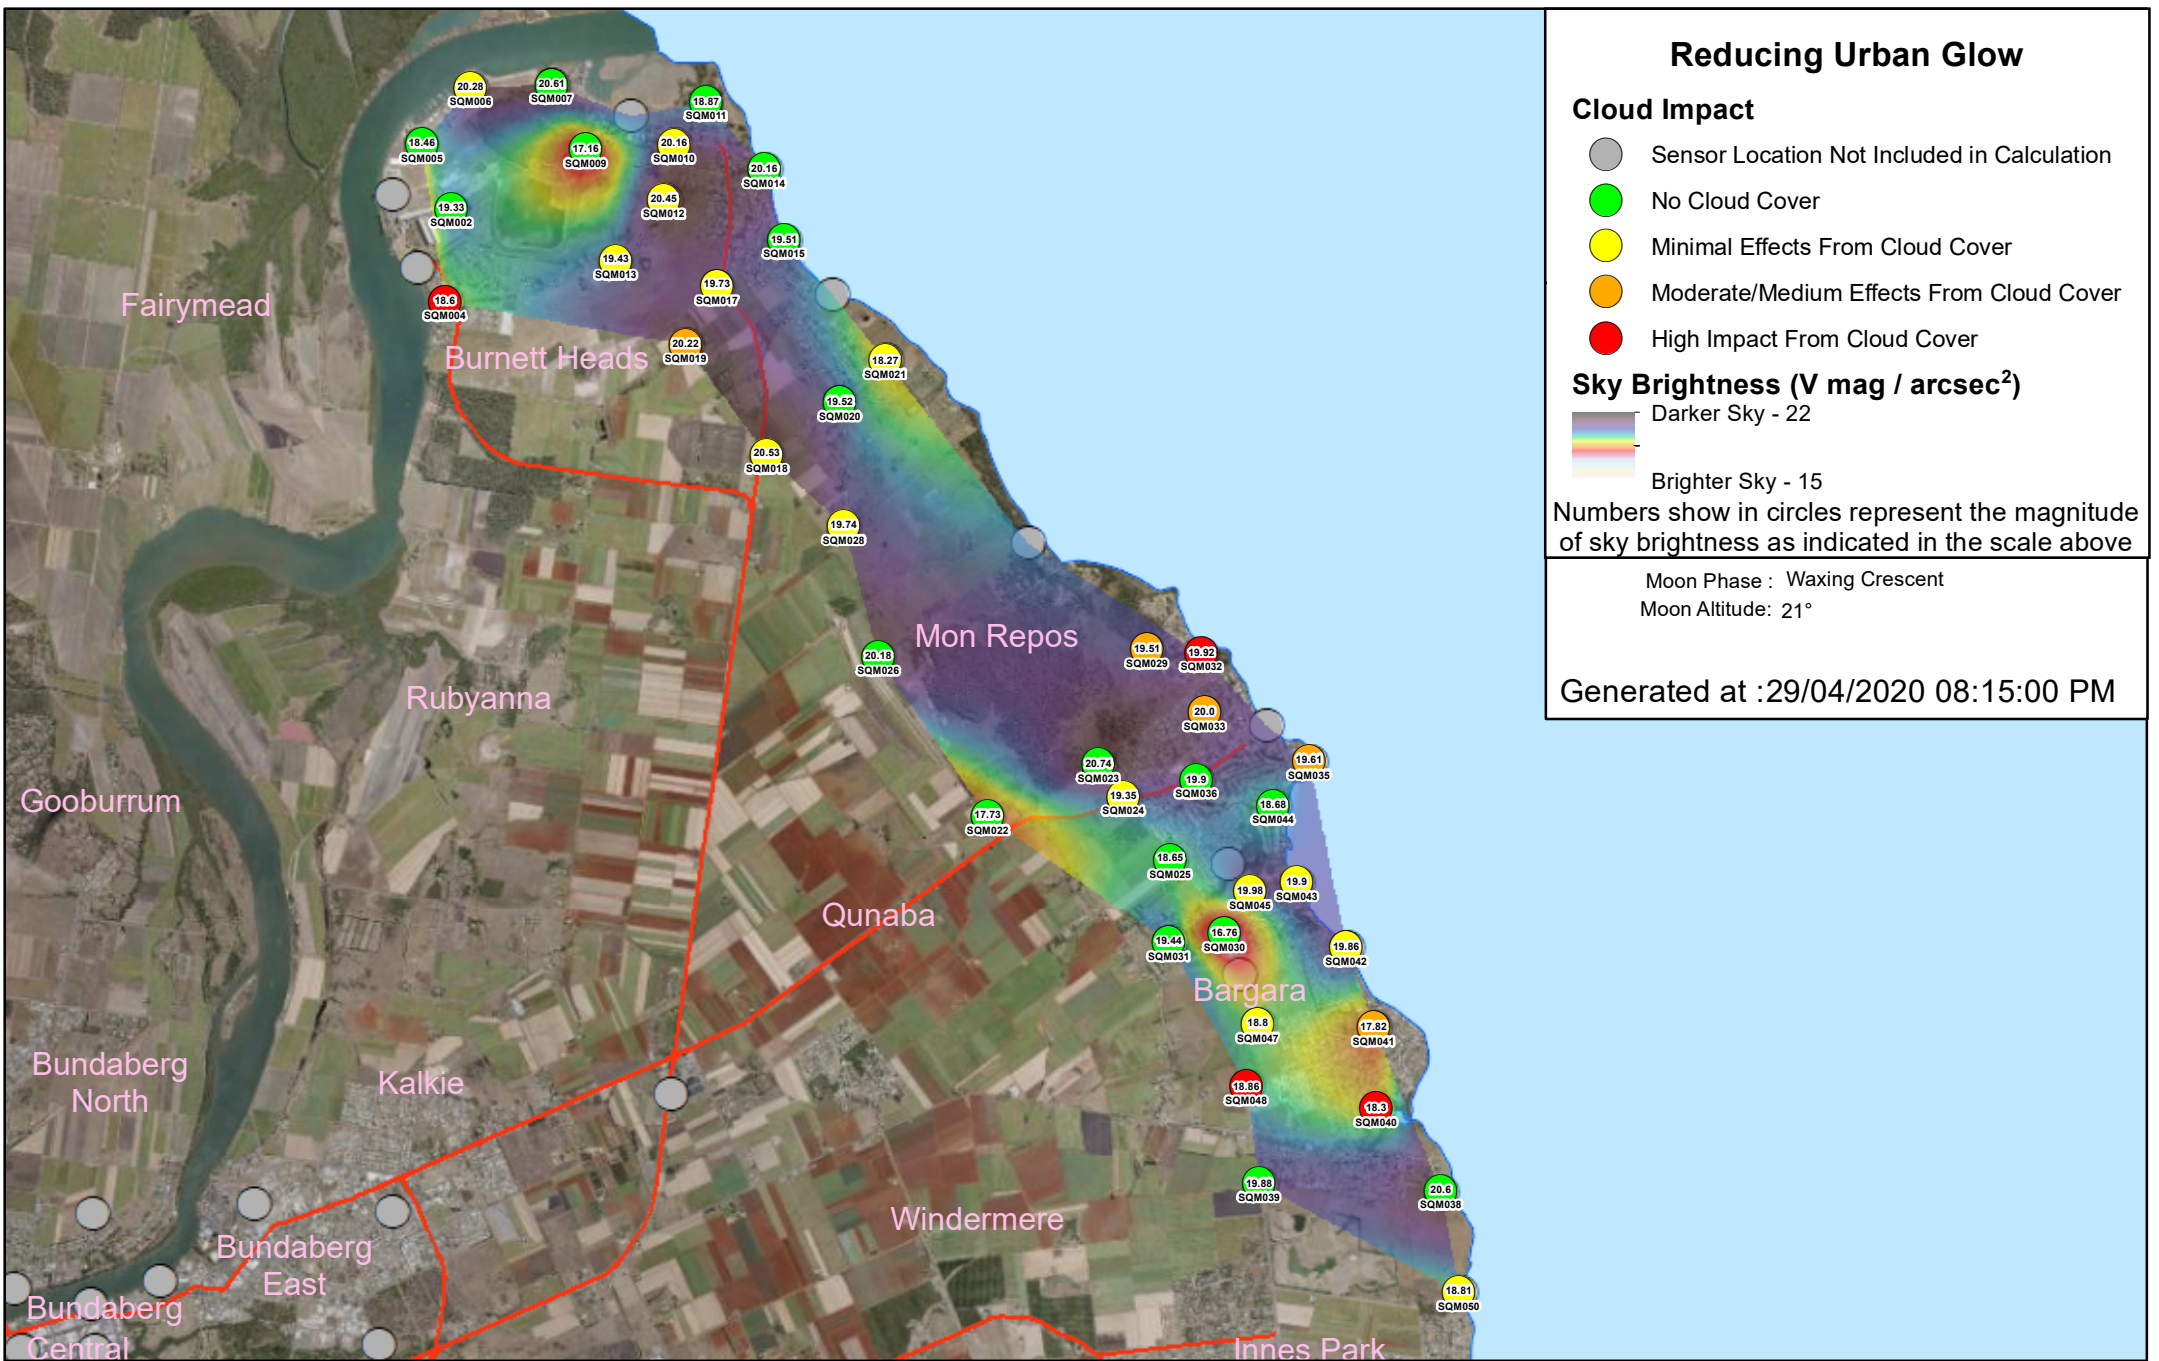 Reducing Urban Glow
Cloud Impact
Sensor Location Not Included in Calculation
No Cloud Cover
Minimal Effects From Cloud Cover
Moderate/Medium Effects From Cloud Cover
High Impact From Cloud Cover
Sky Brightness (V mag / arcsec²)
Darker Sky - 22
Brighter Sky - 15
Numbers show in circles represent the magnitude
of sky brightness as indicated in the scale above
Moon Phase : Waxing Crescent
Moon Altitude: 21°
Generated at :29/04/2020 08:15:00 PM
20.28
SQM006
20.61
SQM007
18.87
SQM011
18.46
SQM005
17.16
SQM009
20.16
SQM010
20.16
SQM014
19.33
SQM002
20.45
SQM012
19.51
SQM015
19.43
SQM013
19.73
SQM017
18.6
SQM004
Fairymead
20.22
SQM019
Burnett Heads
18.27
SQM021
19.52
SQM020
20.53
SQM018
19.74
SQM028
Mon Repos
19.51
SQM029
19.92
SQM032
20.18
SQM026
Rubyanna
20.0
SQM033
20.74
SQM023
19.61
SQM035
19.9
SQM036
19.35
SQM024
18.68
SQM044
Gooburrum
17.73
SQM022
18.65
SQM025
19.98
SQM045
19.9
SQM043
Qunaba
19.44
SQM031
16.76
SQM030
19.86
SQM042
Bargara
18.8
SQM047
17.82
SQM041
Bundaberg
North
Kalkie
18.86
SQM048
18.3
SQM040
19.88
SQM039
20.6
SQM038
Windermere
Bundaberg
East
18.81
SQM050
Bundaberg
Central
Innes Park